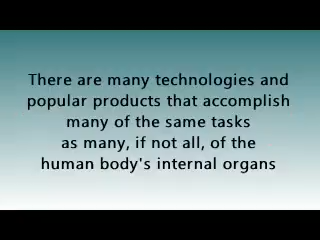 There are many technologies and
popular products that accomplish
many of the same tasks
as many, if not all, of the
human body's internal organs